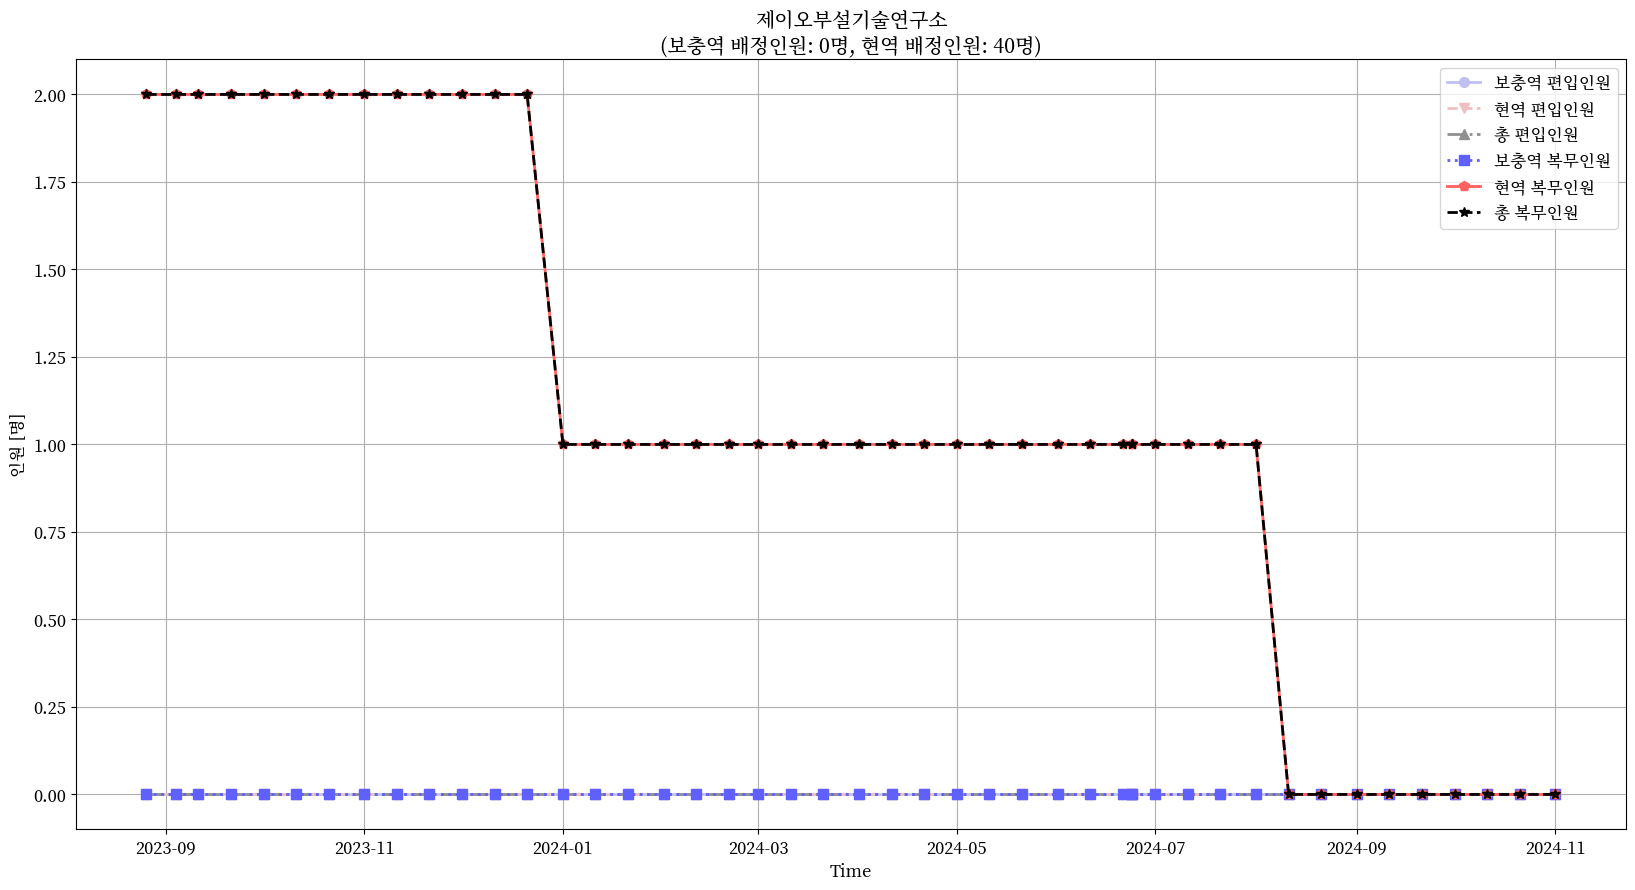 제이오부설기술연구소
(보충역 배정인원: 0명, 현역 배정인원: 40명)
보충역 편입인원
현역 편입인원
총 편입인원
보충역 복무인원
현역 복무인원
총 복무인원
인원 [명]
2.00
1.75
1.50
1.25
1.00
0.75
0.50
0.25
0.00
2023-09
2023-11
2024-01
2024-03
2024-05
2024-07
2024-09
2024-11
Time